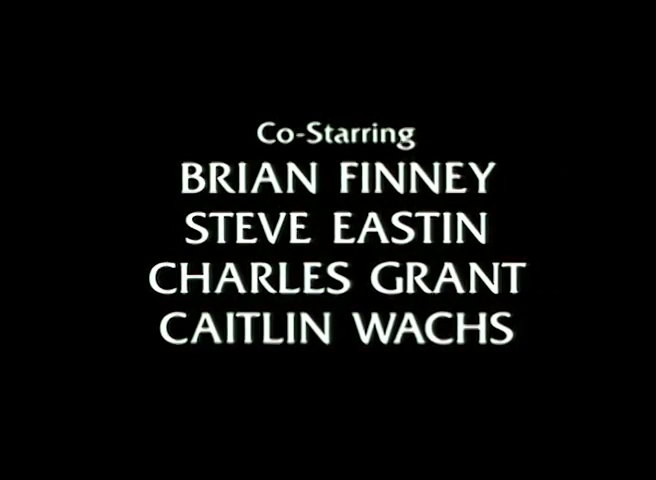 Co-Starring
BRIAN FINNEY
STEVE EASTIN
CHARLES GRANT
CAITLIN WACHS